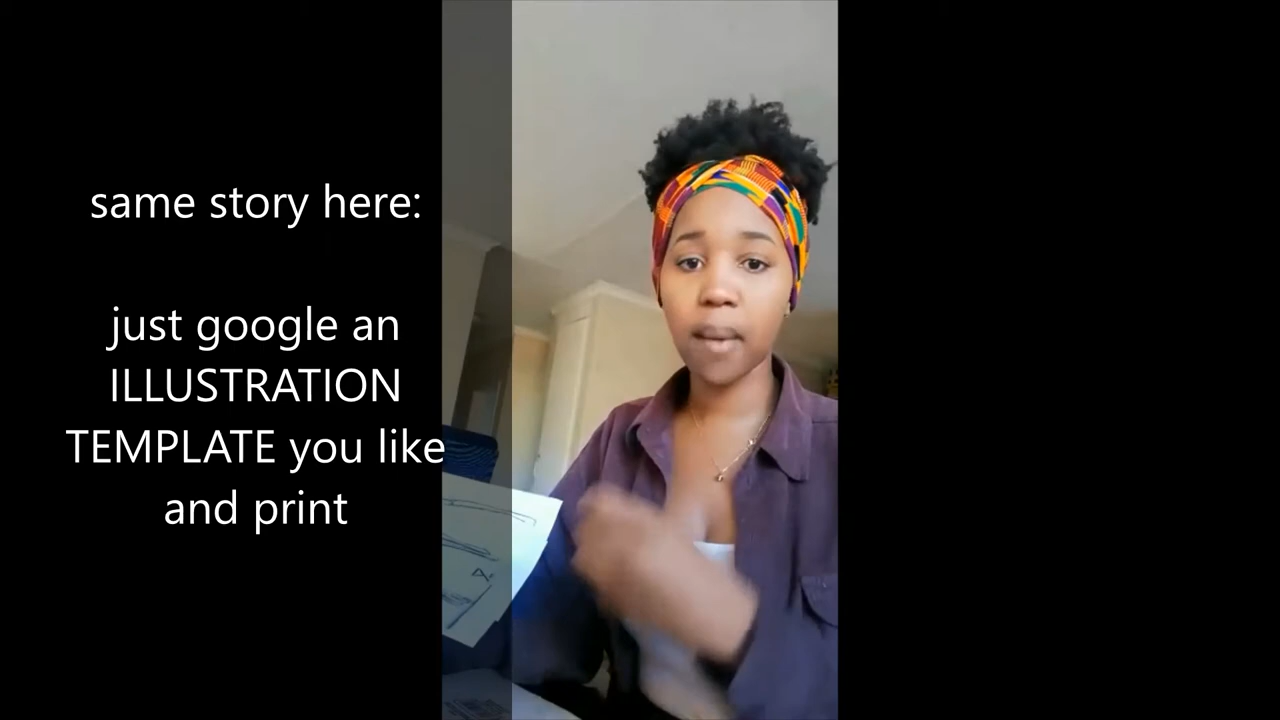 same story here:
just google an
ILLUSTRATION
TEMPLATE you like
and print